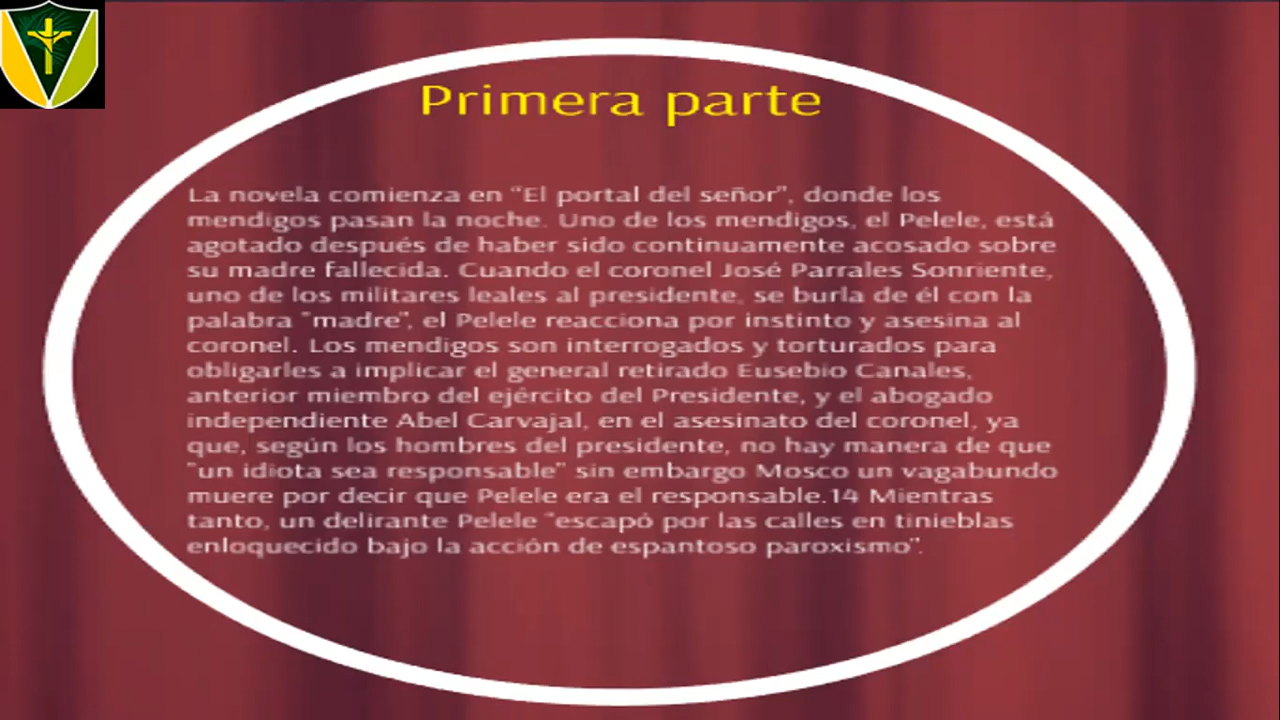 Primera parte
La novela comienza en “El portal del señor”, donde los
mendigos pasan la noche. Uno de los mendigos, el Pelele, está
agotado después de haber sido continuamente acosado sobre
su madre fallecida. Cuando el coronel José Parrales Sonriente,
uno de los militares leales al presidente, se burla de él con la
palabra "madre", el Pelele reacciona por instinto y asesina al
coronel. Los mendigos son interrogados y torturados para
obligarles a implicar el general retirado Eusebio Canales,
anterior miembro del ejército del Presidente, y el abogado
independiente Abel Carvajal, en el asesinato del coronel, ya
que, según los hombres del presidente, no hay manera de que
"un idiota sea responsable" sin embargo Mosco un vagabundo
muere por decir que Pelele era el responsable.14 Mientras
tanto, un delirante Pelele "escapó por las calles en tinieblas
enloquecido bajo la acción de espantoso paroxismo".